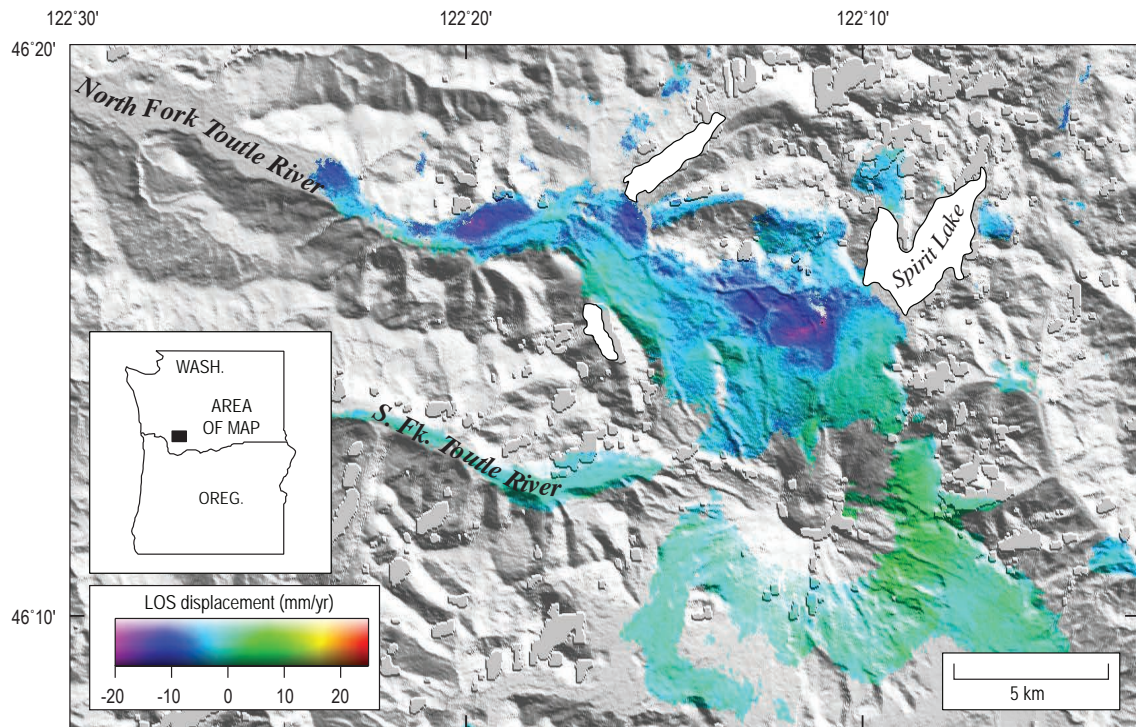 122˚30'
122˚20'
122˚10'
46˚20'
North Fork Toutle River
Spirit Lake
WASH.
AREA
OF MAP
OREG.
S. Fk. Toutle River
46˚10'
LOS displacement (mm/yr)
-20 -10 0 10 20
5 km